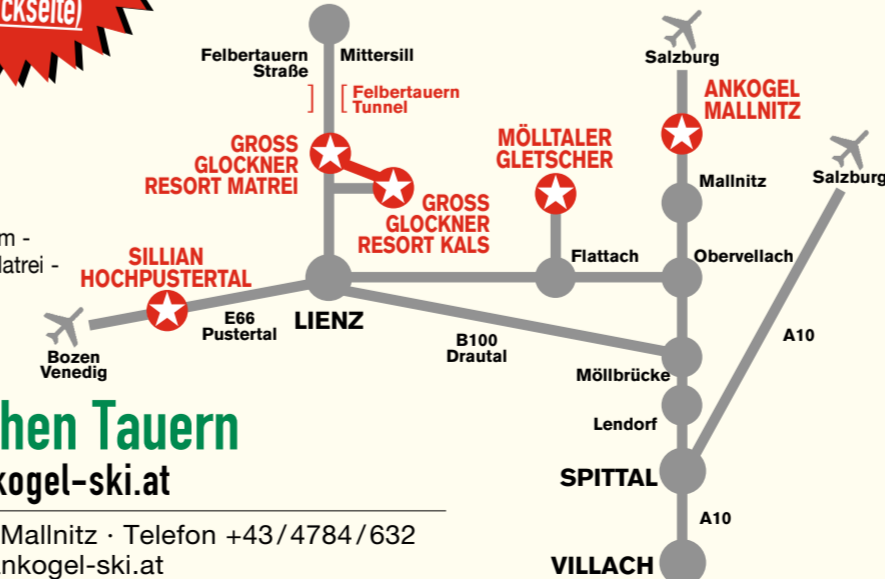 ckseite)
Felbertauern
Straße
Mittersill
Felbertauern
Tunnel
Salzburg
ANKOGEL
MALLNITZ
GROSS
GLOCKNER
RESORT MATREI
MÖLLTALER
GLETSCHER
Salzburg
Mallnitz
GROSS
GLOCKNER
RESORT KALS
m -
latrei -
SILLIAN
HOCHPUSTERTAL
Flattach
Obervellach
E66
Pustertal
LIENZ
B100
Drautal
A10
Bozen
Venedig
Möllbrücke
Lendorf
hen Tauern
kogel-ski.at
SPITTAL
Mallnitz · Telefon +43/4784/632
nkogel-ski.at
A10
VILLACH